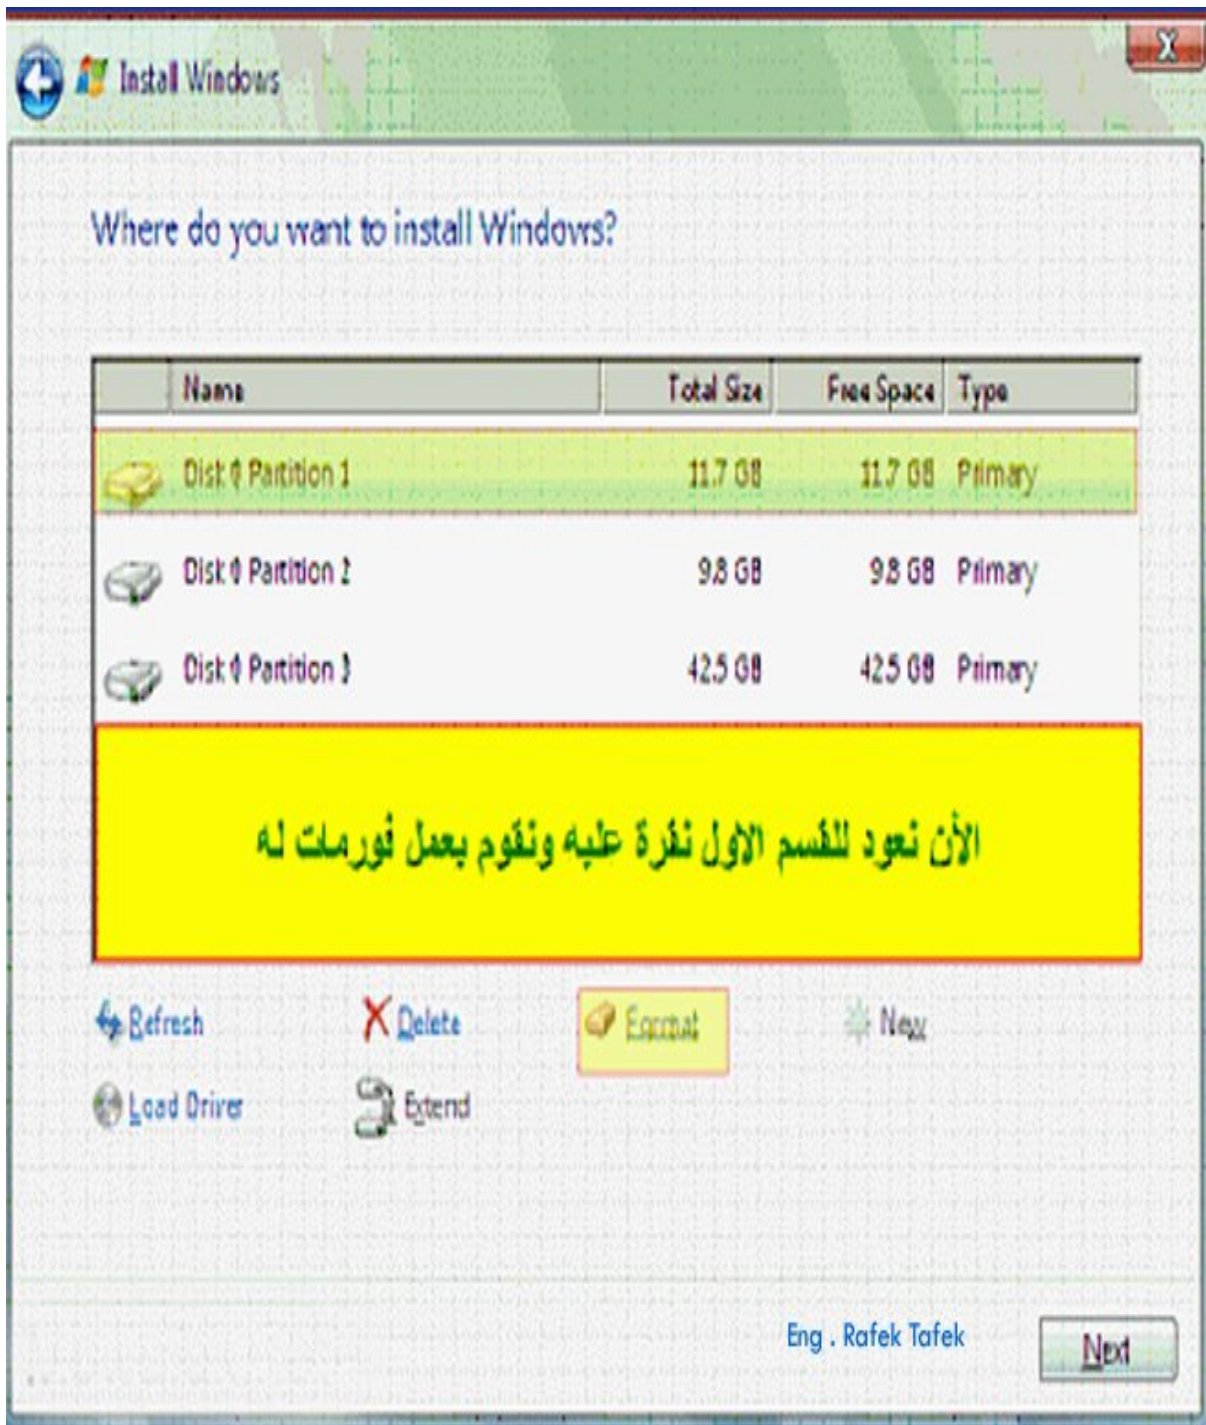 Install Windows
X
Where do you want to install Windows?
Name Total Size Free Space Type
Disk 0 Partition 1 11.7 GB 11.7 GB Primary
Disk 0 Partition 2 9.8 GB 9.8 GB Primary
Disk 0 Partition 3 42.5 GB 42.5 GB Primary
الأن نعود للقسم الاول نقرة عليه ونقوم بعمل فورمات له
Refresh Delete Format New
Load Driver Extend
Eng . Rafek Tafek
Next